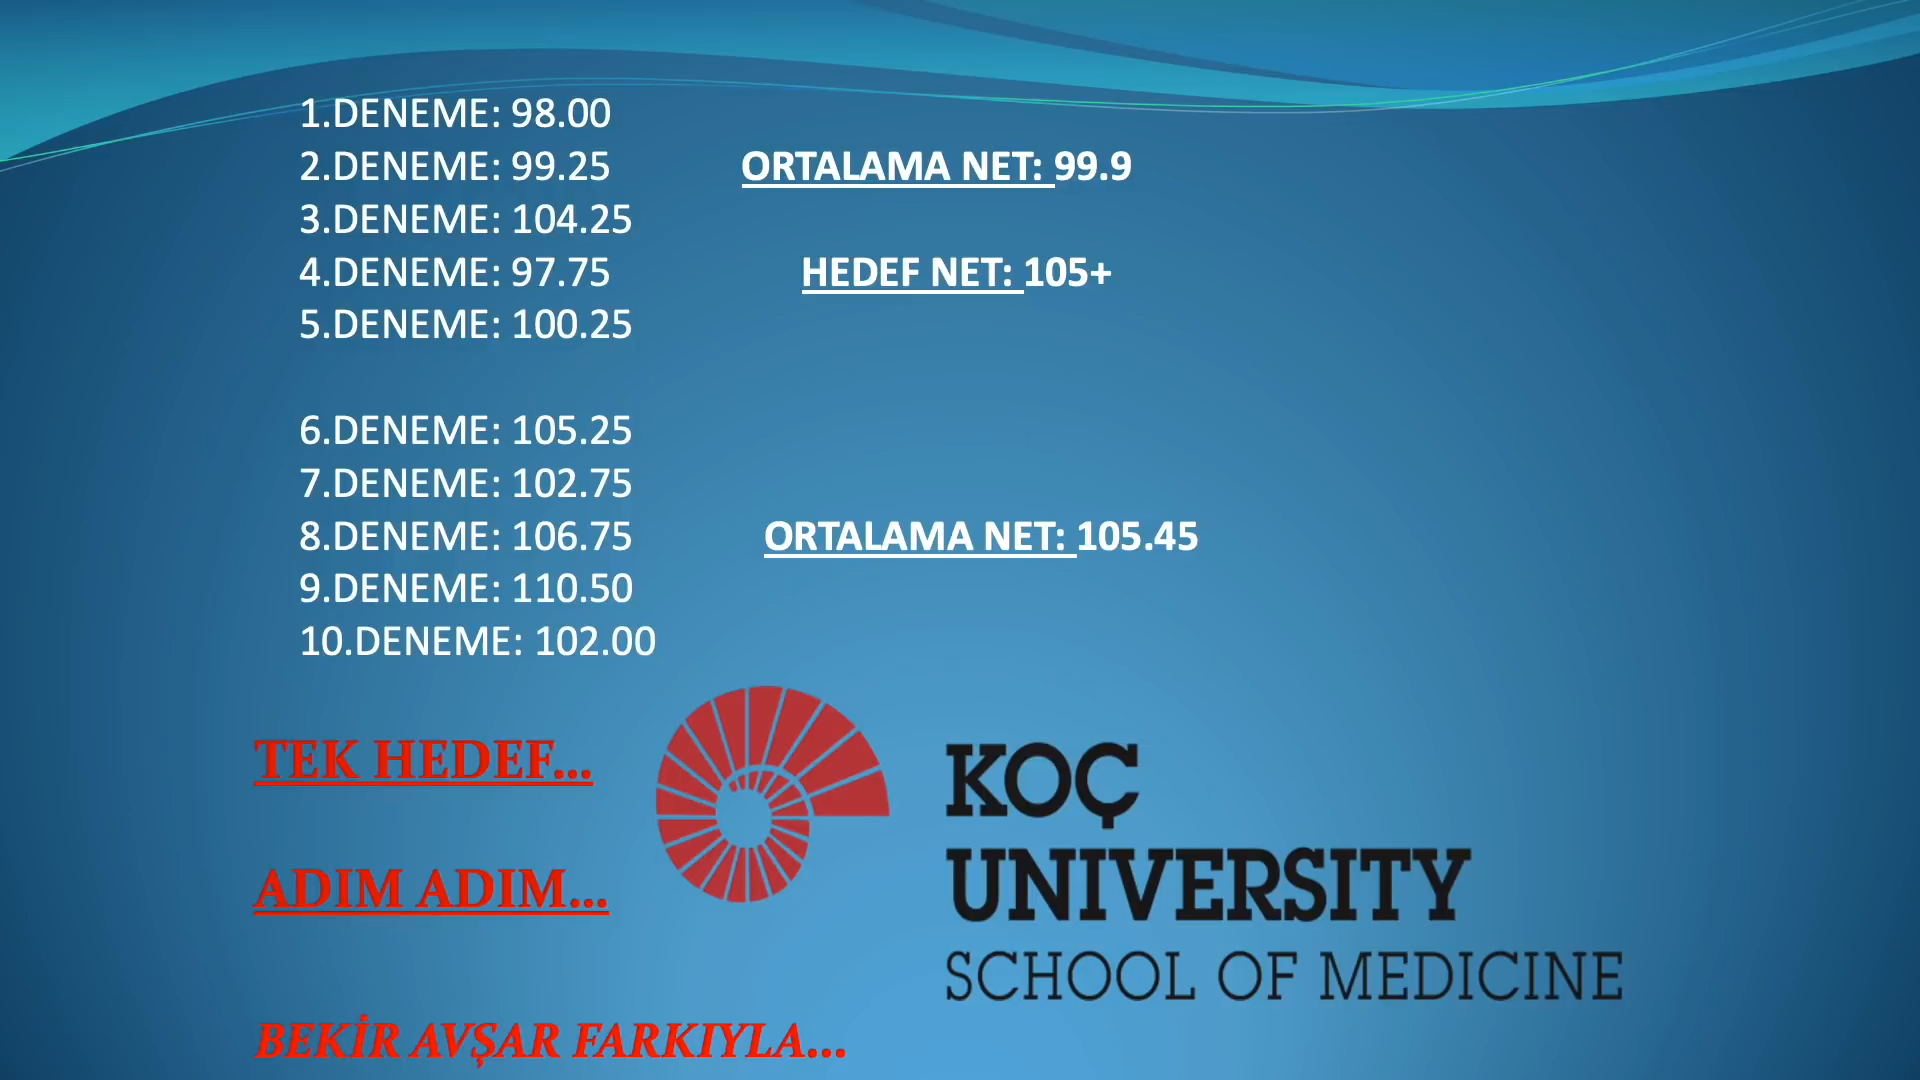 1.DENEME: 98.00
2.DENEME: 99.25 ORTALAMA NET: 99.9
3.DENEME: 104.25
4.DENEME: 97.75 HEDEF NET: 105+
5.DENEME: 100.25
6.DENEME: 105.25
7.DENEME: 102.75
8.DENEME: 106.75 ORTALAMA NET: 105.45
9.DENEME: 110.50
10.DENEME: 102.00
TEK HEDEF...
ADIM ADIM...
BEKİR AVŞAR FARKIYLA...
KOÇ
UNIVERSITY
SCHOOL OF MEDICINE